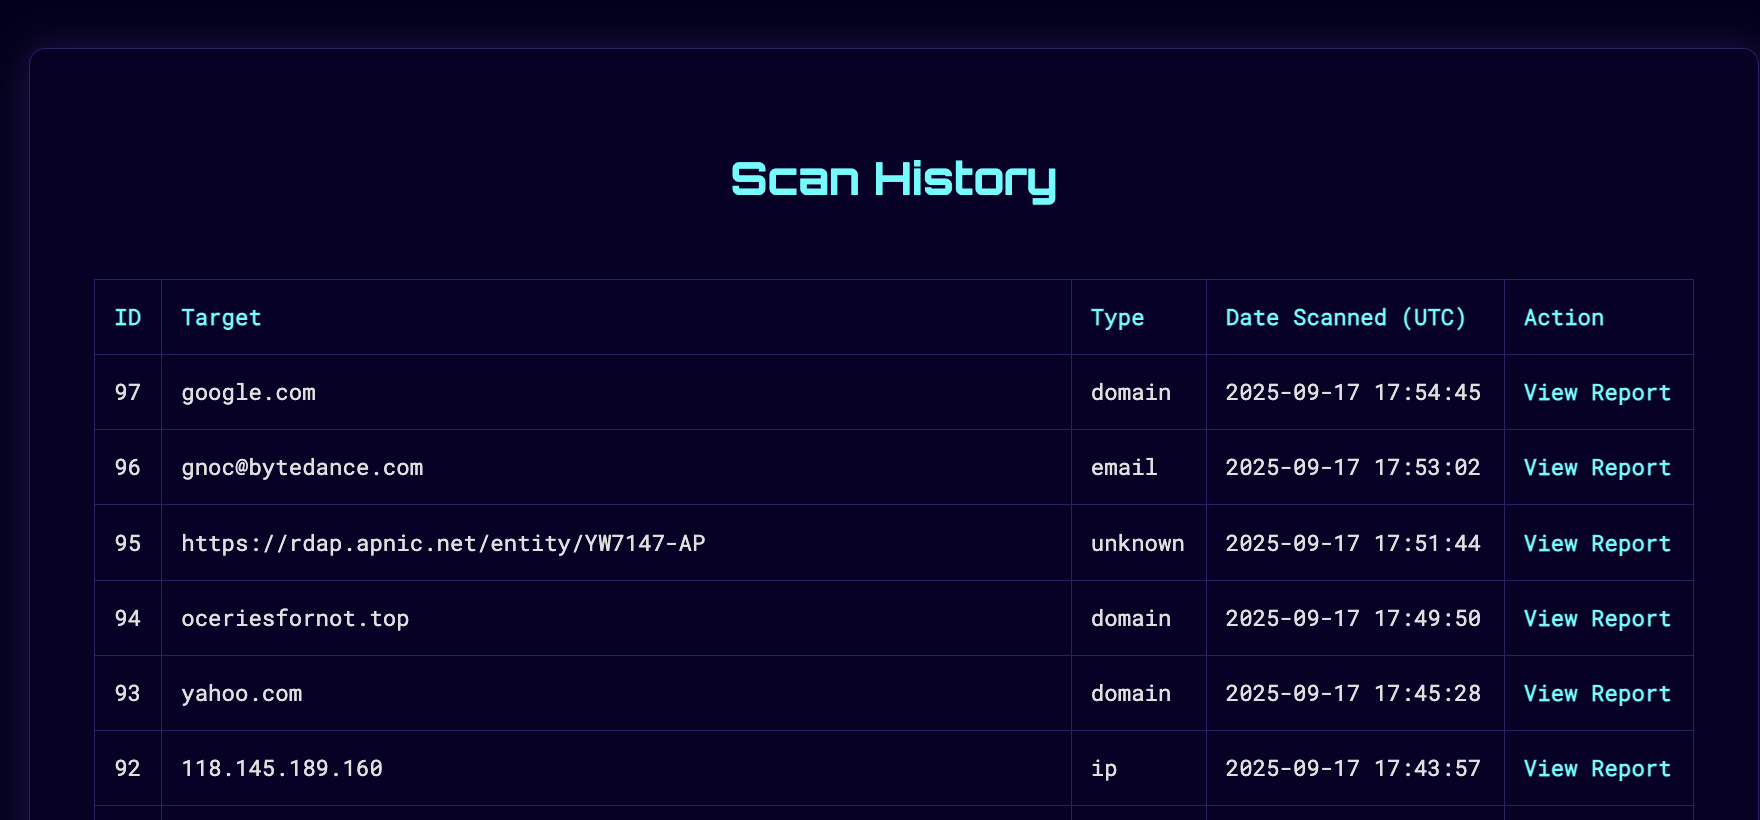 Scan History
ID Target Type Date Scanned (UTC) Action
97 google.com domain 2025-09-17 17:54:45 View Report
96 gnoc@bytedance.com email 2025-09-17 17:53:02 View Report
95 https://rdap.apnic.net/entity/YW7147-AP unknown 2025-09-17 17:51:44 View Report
94 oceriesfornot.top domain 2025-09-17 17:49:50 View Report
93 yahoo.com domain 2025-09-17 17:45:28 View Report
92 118.145.189.160 ip 2025-09-17 17:43:57 View Report